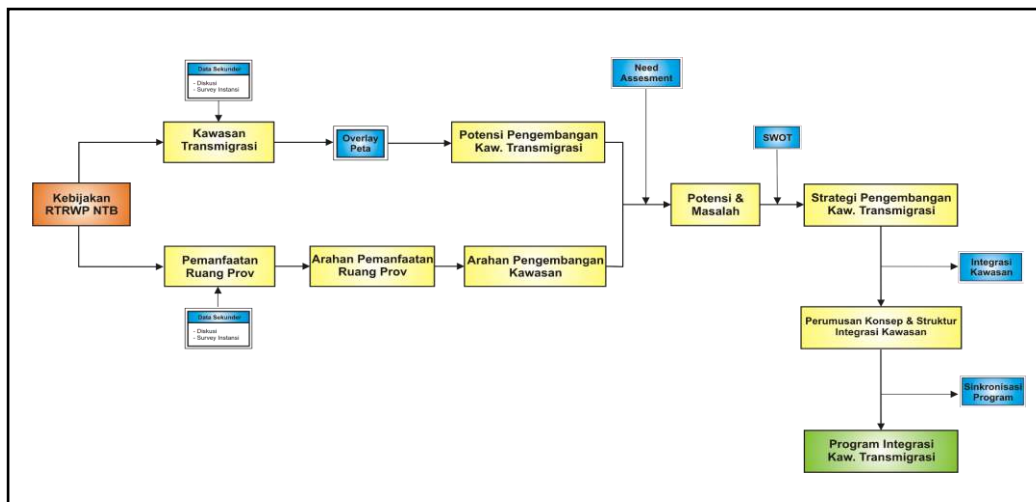 Need
Assesment
Data Sekunder
- Diskusi
- Survey Instansi
Kawasan
Transmigrasi
Overlay
Peta
Potensi Pengembangan
Kaw. Transmigrasi
SWOT
Kebijakan
RTRWP NTB
Potensi &
Masalah
Strategi Pengembangan
Kaw. Transmigrasi
Pemanfaatan
Ruang Prov
Arahan Pemanfatan
Ruang Prov
Arahan Pengembangan
Kawasan
Integrasi
Kawasan
Data Sekunder
- Diskusi
- Survey Instansi
Perumusan Konsep & Struktur
Integrasi Kawasan
Sinkronisasi
Program
Program Integrasi
Kaw. Transmigrasi